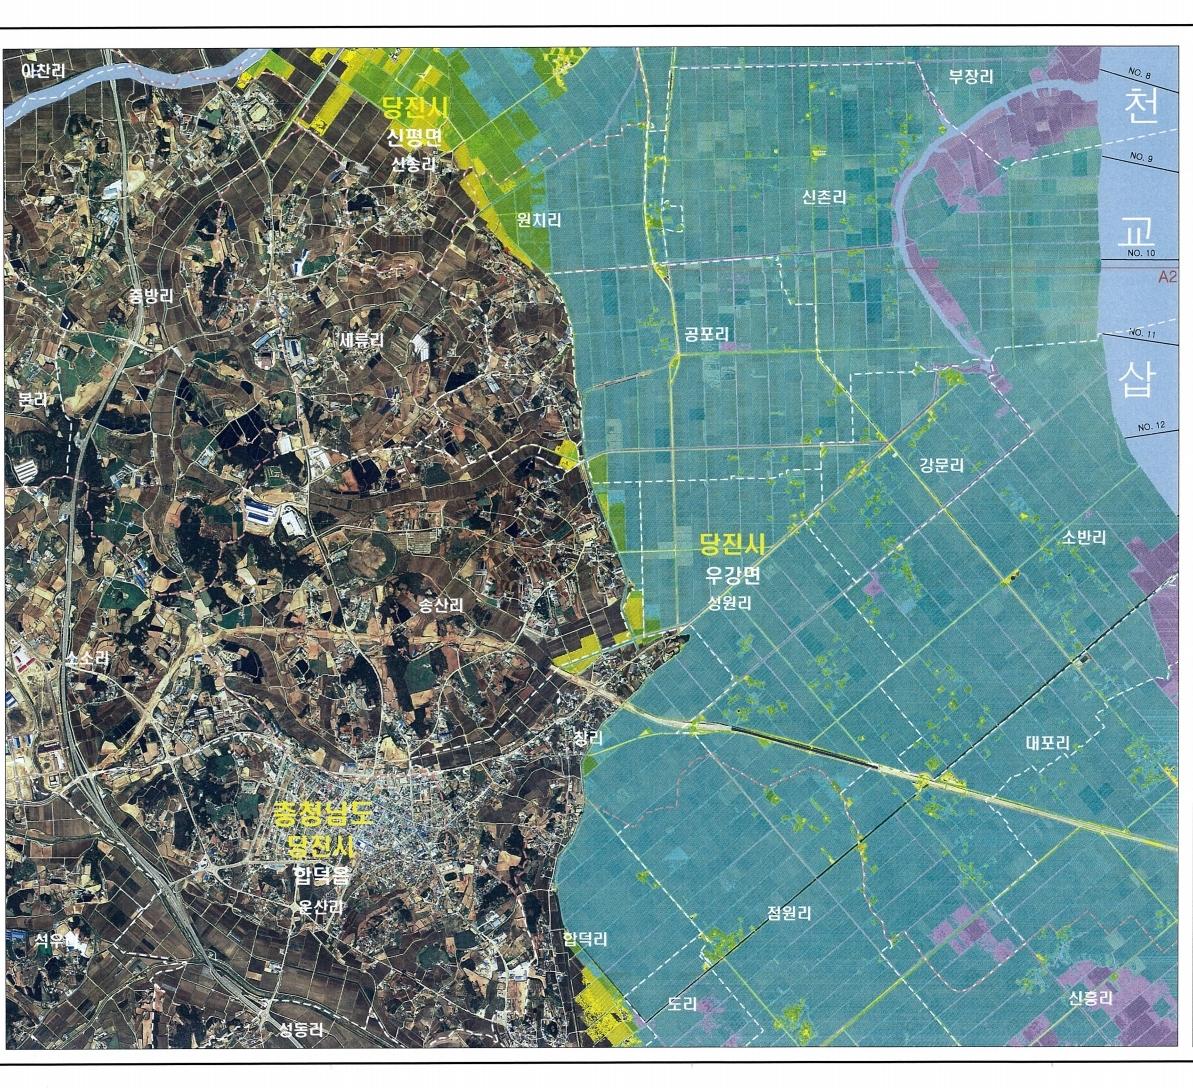 아찬리
부장리
NO. 8
천
당진시
신평면
신송리
NO. 9
신촌리
원치리
교
NO. 10
A2
중방리
공포리
NO. 11
세류리
삽
본리
NO. 12
강문리
소반리
당진시
우강면
성원리
송산리
소소리
창리
대포리
충청남도
당진시
합덕읍
운산리
점원리
석우리
합덕리
신흥리
도리
성동리